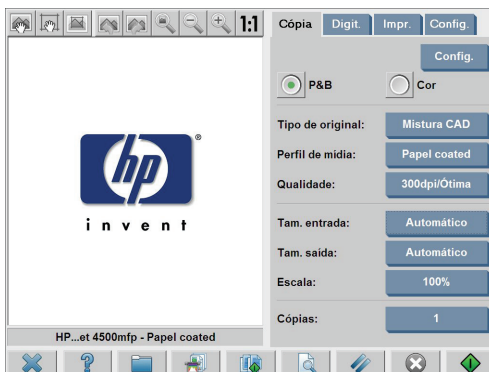 1:1
Cópia Digit. Impr. Config.
Config.
P&B Cor
Tipo de original: Mistura CAD
Perfil de mídia: Papel coated
Qualidade: 300dpi/Ótima
Tam. entrada: Automático
Tam. saída: Automático
Escala: 100%
Cópias: 1
hp ®
invent
HP...et 4500mfp - Papel coated